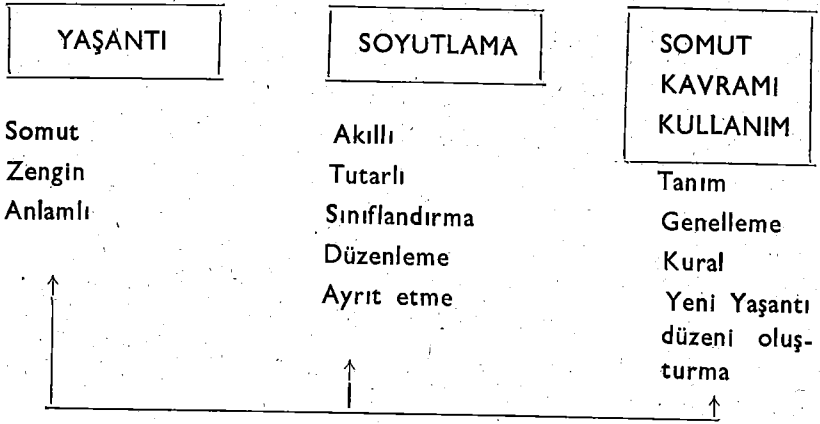 YAŞANTI
Somut
Zengin
Anlamlı
SOYUTLAMA
Akıllı
Tutarlı
Sınıflandırma
Düzenleme
Ayrıt etme
SOMUT
KAVRAMI
KULLANIM
Tanım
Genelleme
Kural
Yeni Yaşantı
düzeni oluş-
turma